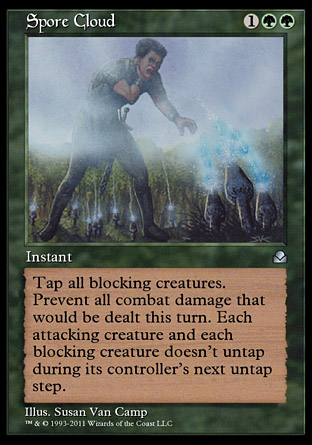 Spore Cloud 1
Instant
Tap all blocking creatures.
Prevent all combat damage that
would be dealt this turn. Each
attacking creature and each
blocking creature doesn't untap
during its controller's next untap
step.
Illus. Susan Van Camp
™ & © 1993-2011 Wizards of the Coast LLC